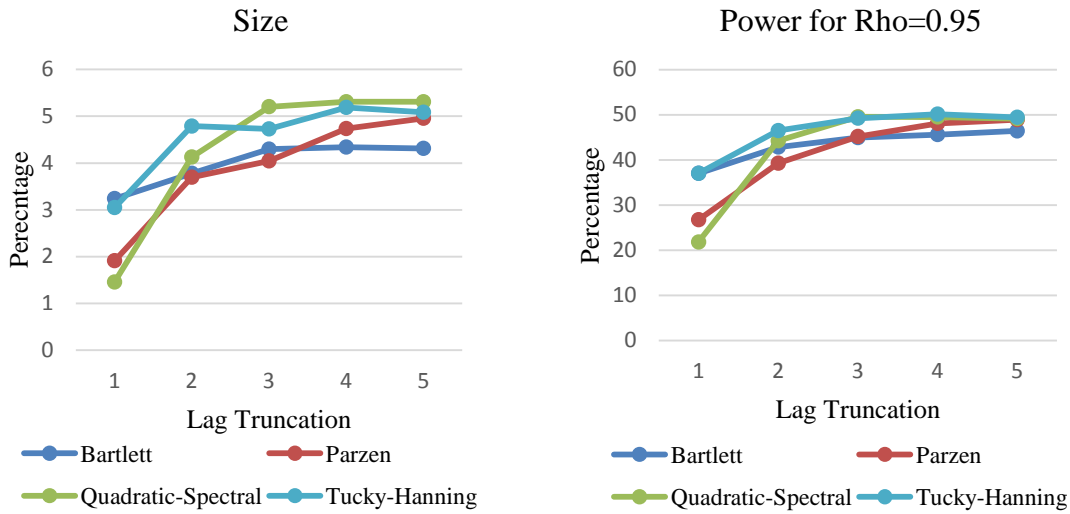 Size
6
5
4
3
2
1
0
Perecntage
1 2 3 4 5
Lag Truncation
Bartlett Parzen
Quadratic-Spectral Tucky-Hanning
Power for Rho=0.95
60
50
40
30
20
10
0
Percentage
1 2 3 4 5
Lag Truncation
Bartlett Parzen
Quadratic-Spectral Tucky-Hanning